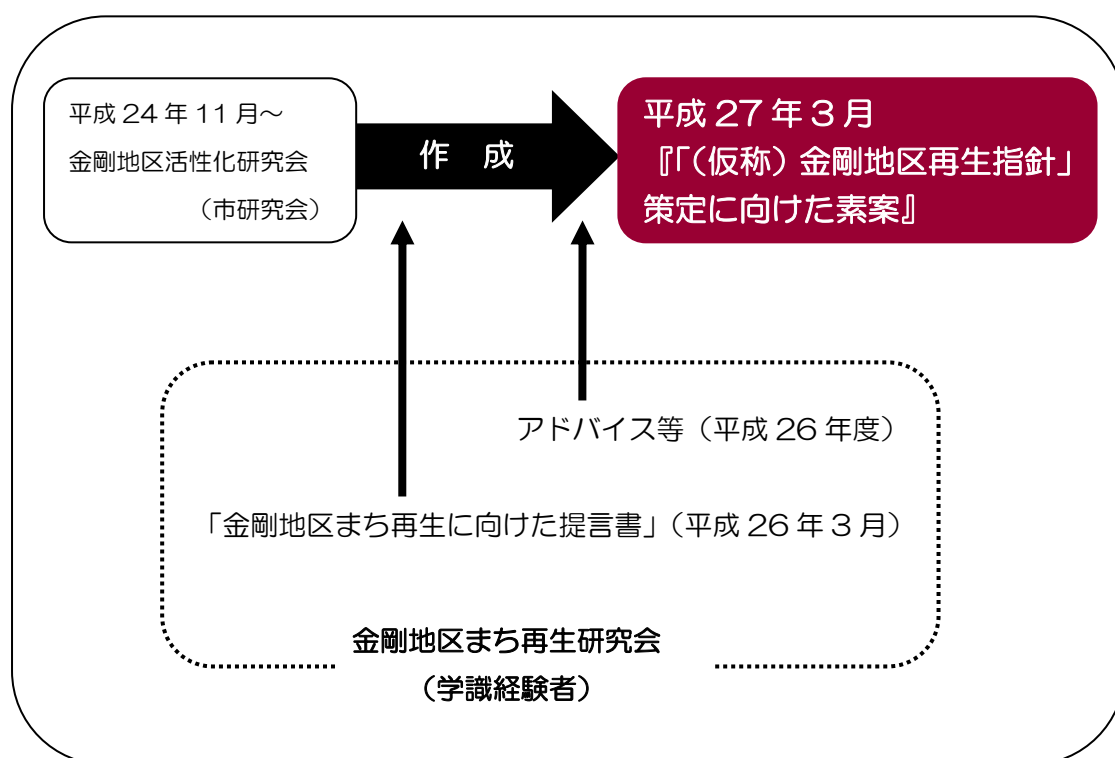 平成 24 年 11 月～
金剛地区活性化研究会
（市研究会）
作 成
平成 27 年 3 月
『「（仮称）金剛地区再生指針」
策定に向けた素案』
アドバイス等（平成 26 年度）
「金剛地区まち再生に向けた提言書」（平成 26 年 3 月）
金剛地区まち再生研究会
（学識経験者）